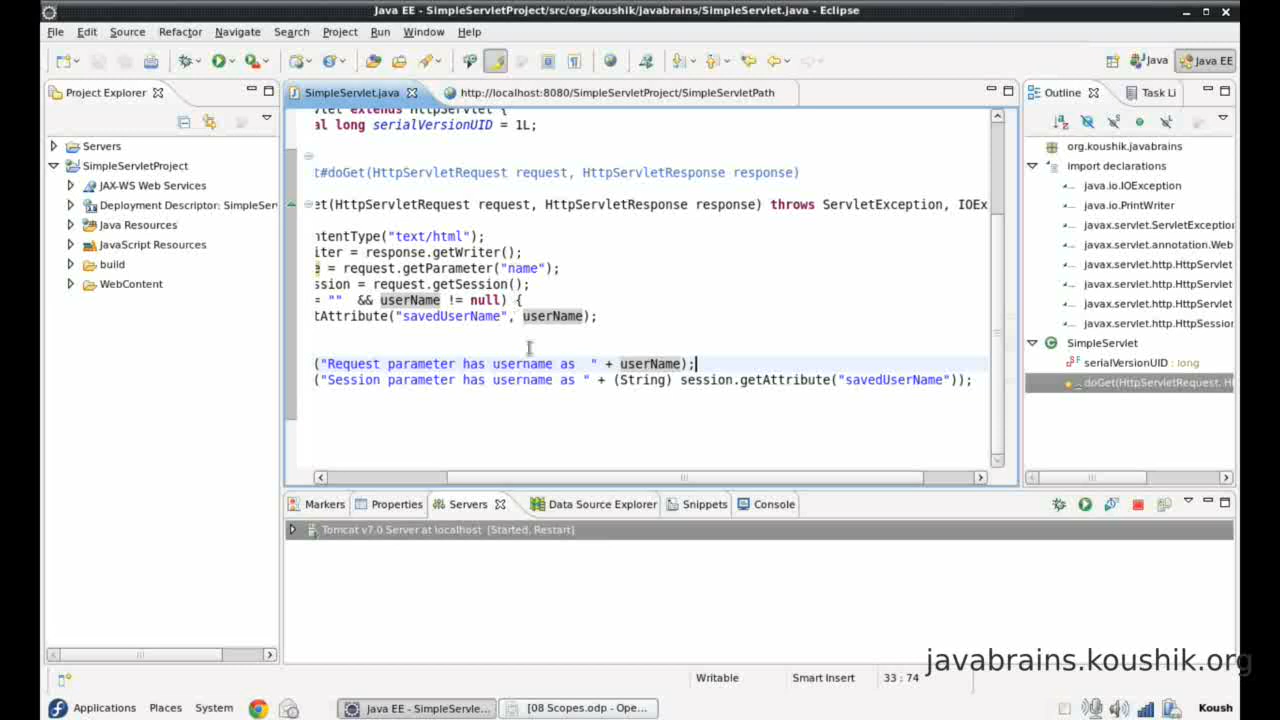 Java EE - SimpleServletProject/src/org/koushik/javabrains/SimpleServlet.java - Eclipse
File Edit Source Refactor Navigate Search Project Run Window Help
Java Java EE
Project Explorer
SimpleServlet.java http://localhost:8080/SimpleServletProject/SimpleServletPath
Outline Task Li
Servers
SimpleServletProject
JAX-WS Web Services
Deployment Descriptor: SimpleSer
Java Resources
JavaScript Resources
build
WebContent
vlet extends HttpServlet {
al long serialVersionUID = 1L;
t#doGet(HttpServletRequest request, HttpServletResponse response)
et(HttpServletRequest request, HttpServletResponse response) throws ServletException, IOEx
ntentType("text/html");
iter = response.getWriter();
e = request.getParameter("name");
ssion = request.getSession();
= "" && userName != null) {
tAttribute("savedUserName", userName);
("Request parameter has username as  " + userName);
("Session parameter has username as " + (String) session.getAttribute("savedUserName"));
org.koushik.javabrains
import declarations
java.io.IOException
java.io.PrintWriter
javax.servlet.ServletExceptio
javax.servlet.annotation.Web
javax.servlet.http.HttpServlet
javax.servlet.http.HttpServlet
javax.servlet.http.HttpServlet
javax.servlet.http.HttpSession
SimpleServlet
serialVersionUID : long
doGet(HttpServletRequest, H
Markers Properties Servers Data Source Explorer Snippets Console
Tomcat v7.0 Server at localhost [Started, Restart]
javabrains.koushik.org
Writable Smart Insert 33 : 74
Applications Places System Java EE - SimpleServle... [08 Scopes.odp - Ope... Koush